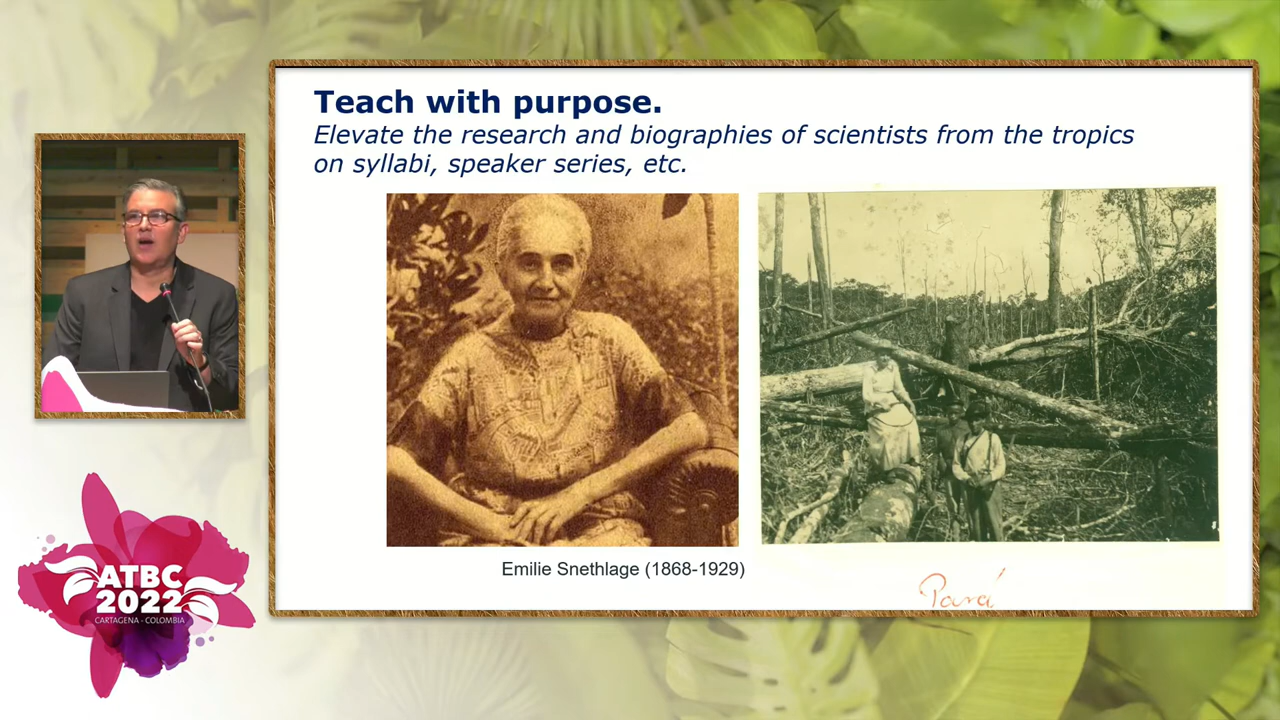 Teach with purpose.
Elevate the research and biographies of scientists from the tropics
on syllabi, speaker series, etc.
Emilie Snethlage (1868-1929)
Pará
ATBC
2022
CARTAGENA - COLOMBIA